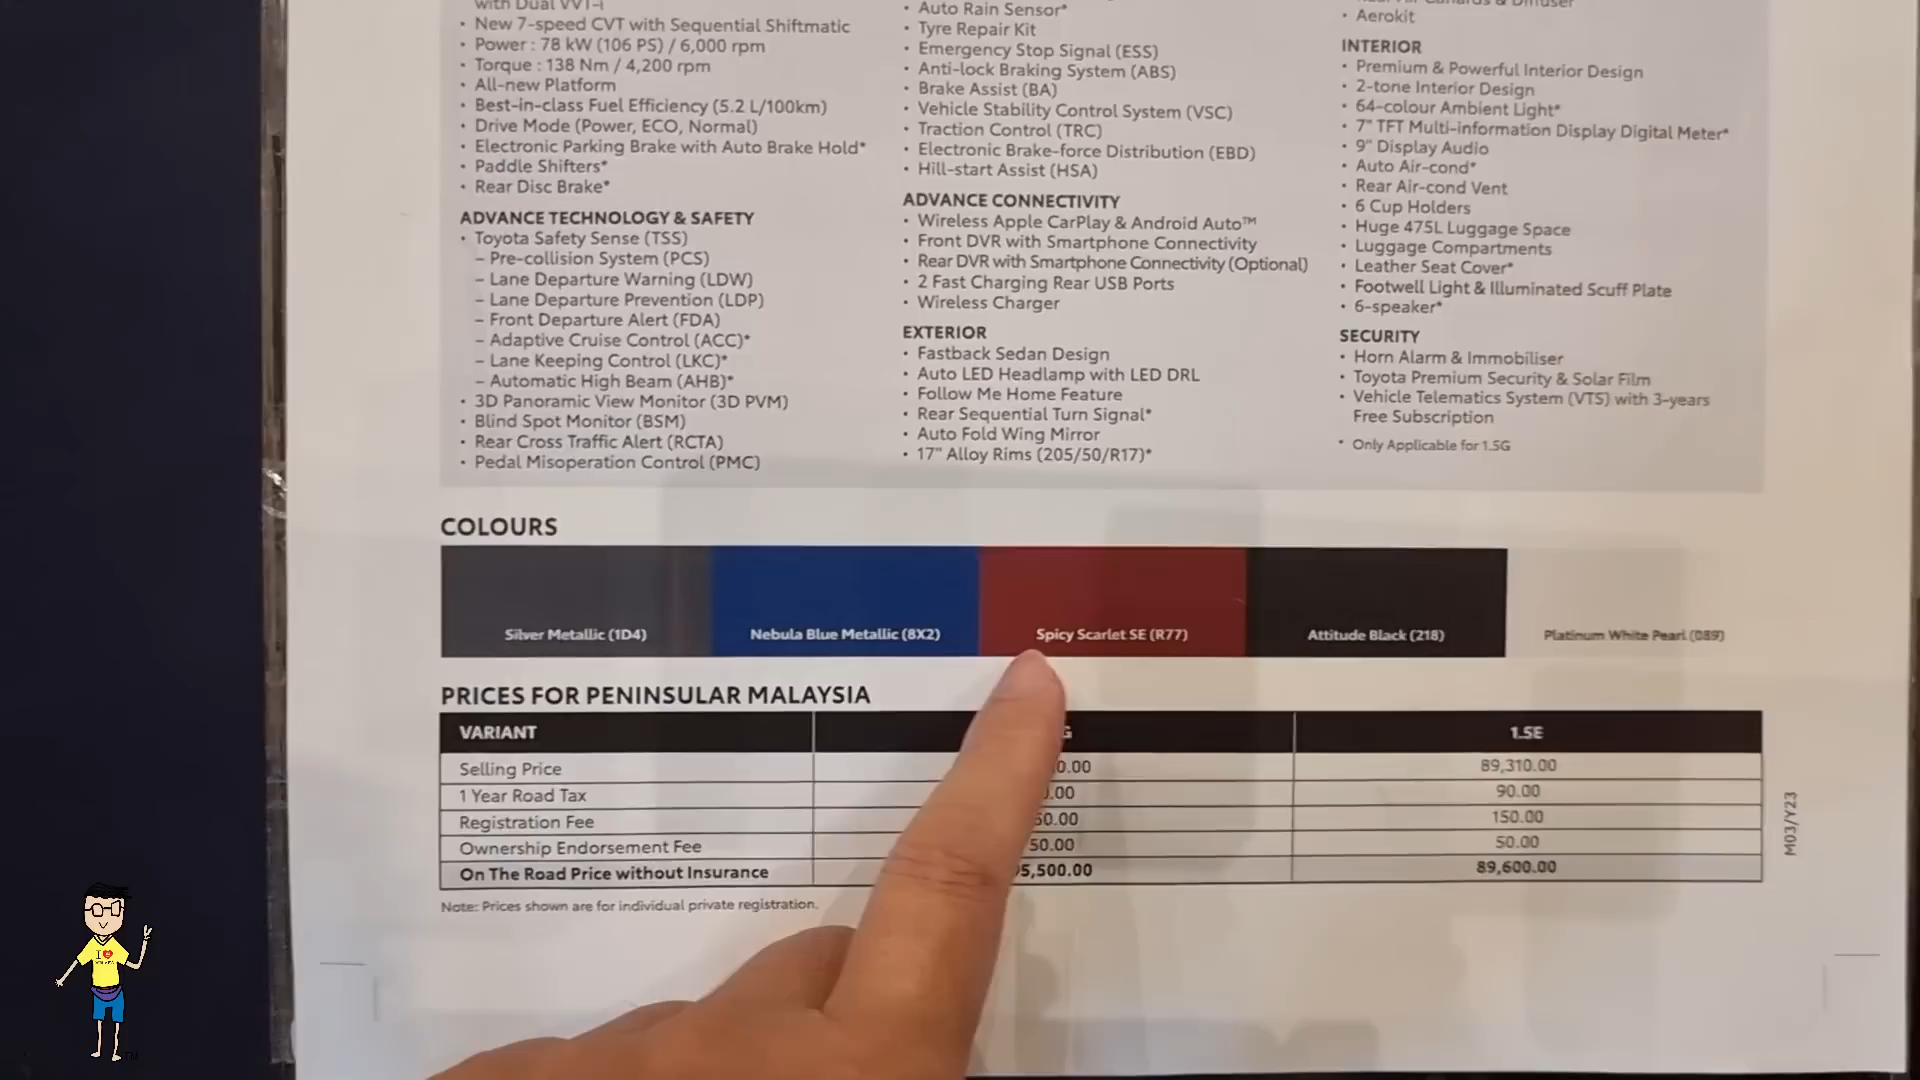 with Dual VVT-i
• New 7-speed CVT with Sequential Shiftmatic
• Power : 78 kW (106 PS) / 6,000 rpm
• Torque : 138 Nm / 4,200 rpm
• All-new Platform
• Best-in-class Fuel Efficiency (5.2 L/100km)
• Drive Mode (Power, ECO, Normal)
• Electronic Parking Brake with Auto Brake Hold*
• Paddle Shifters*
• Rear Disc Brake*
ADVANCE TECHNOLOGY & SAFETY
• Toyota Safety Sense (TSS)
– Pre-collision System (PCS)
– Lane Departure Warning (LDW)
– Lane Departure Prevention (LDP)
– Front Departure Alert (FDA)
– Adaptive Cruise Control (ACC)*
– Lane Keeping Control (LKC)*
– Automatic High Beam (AHB)*
• 3D Panoramic View Monitor (3D PVM)
• Blind Spot Monitor (BSM)
• Rear Cross Traffic Alert (RCTA)
• Pedal Misoperation Control (PMC)
• Auto Rain Sensor*
• Tyre Repair Kit
• Emergency Stop Signal (ESS)
• Anti-lock Braking System (ABS)
• Brake Assist (BA)
• Vehicle Stability Control System (VSC)
• Traction Control (TRC)
• Electronic Brake-force Distribution (EBD)
• Hill-start Assist (HSA)
ADVANCE CONNECTIVITY
• Wireless Apple CarPlay & Android Auto™
• Front DVR with Smartphone Connectivity
• Rear DVR with Smartphone Connectivity (Optional)
• 2 Fast Charging Rear USB Ports
• Wireless Charger
EXTERIOR
• Fastback Sedan Design
• Auto LED Headlamp with LED DRL
• Follow Me Home Feature
• Rear Sequential Turn Signal*
• Auto Fold Wing Mirror
• 17" Alloy Rims (205/50/R17)*
& Diffuser
• Aerokit
INTERIOR
• Premium & Powerful Interior Design
• 2-tone Interior Design
• 64-colour Ambient Light*
• 7" TFT Multi-information Display Digital Meter*
• 9" Display Audio
• Auto Air-cond*
• Rear Air-cond Vent
• 6 Cup Holders
• Huge 475L Luggage Space
• Luggage Compartments
• Leather Seat Cover*
• Footwell Light & Illuminated Scuff Plate
• 6-speaker*
SECURITY
• Horn Alarm & Immobiliser
• Toyota Premium Security & Solar Film
• Vehicle Telematics System (VTS) with 3-years
Free Subscription
* Only Applicable for 1.5G
COLOURS
Silver Metallic (1D4) Nebula Blue Metallic (8X2) Spicy Scarlet SE (R77) Attitude Black (218) Platinum White Pearl (089)
PRICES FOR PENINSULAR MALAYSIA
VARIANT G 1.5E
Selling Price 0.00 89,310.00
1 Year Road Tax .00 90.00
Registration Fee 50.00 150.00
Ownership Endorsement Fee 50.00 50.00
On The Road Price without Insurance 5,500.00 89,600.00
Note: Prices shown are for individual private registration.
M03/Y23